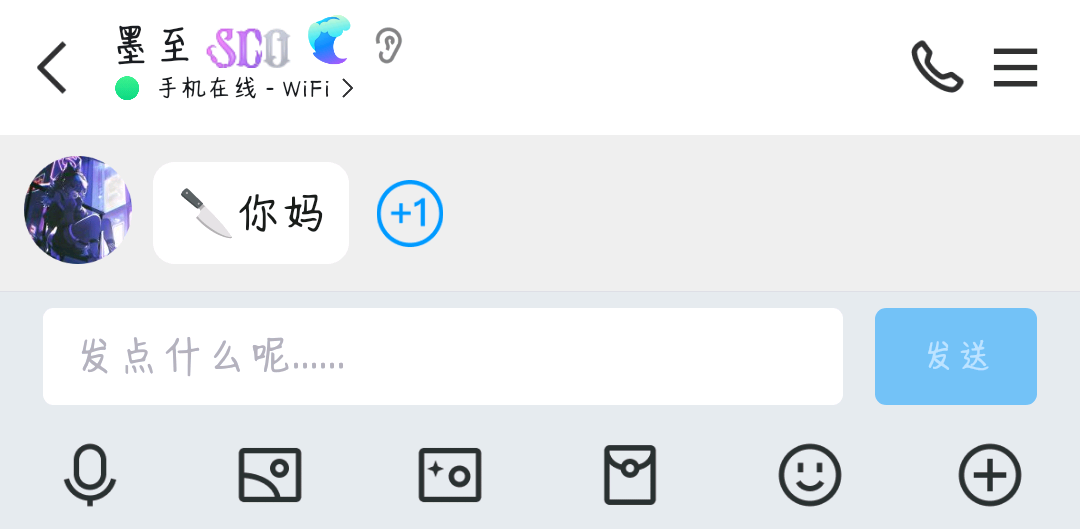 墨至 SCO
手机在线 - WiFi >
🔪你妈
+1
发点什么呢......
发送